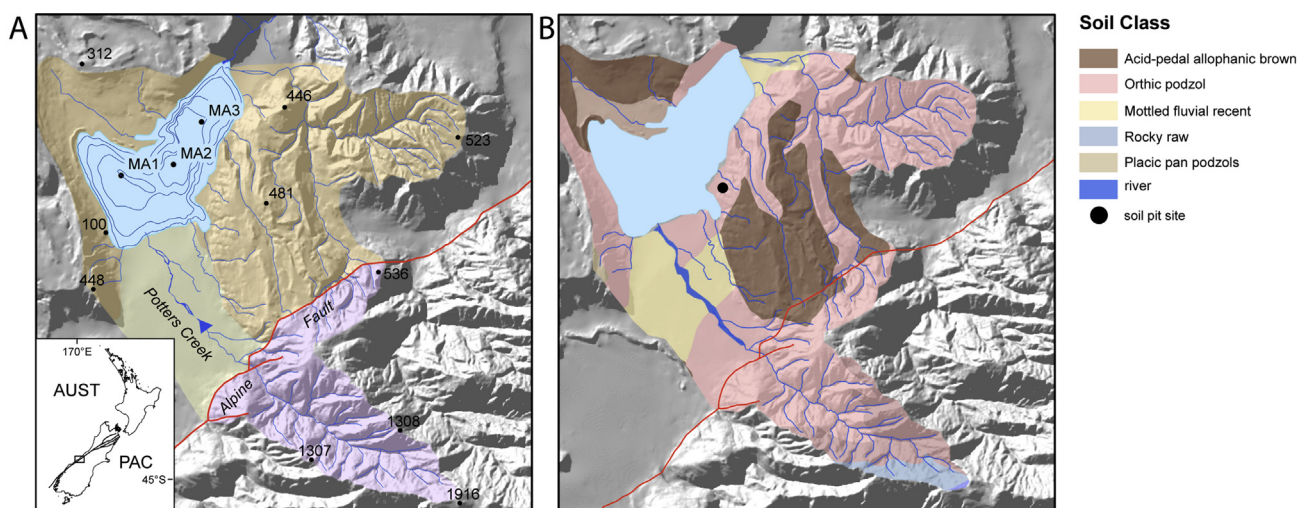 A
312
446
MA3
523
MA2
MA1
481
100
536
448
Potters Creek
Fault
Alpine
1308
1307
1916
170°E
AUST
PAC
45°S
B
Soil Class
Acid-pedal allophanic brown
Orthic podzol
Mottled fluvial recent
Rocky raw
Placic pan podzols
river
soil pit site